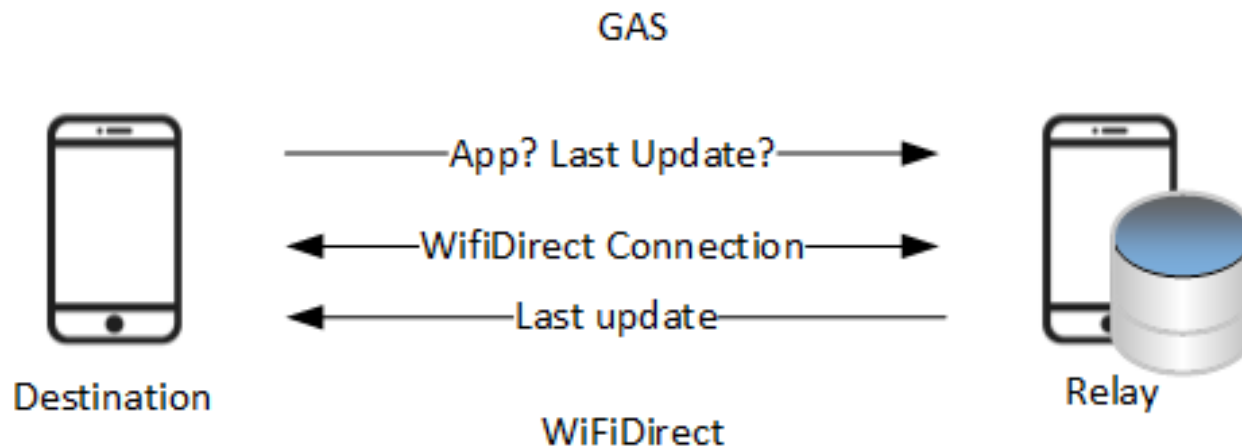 GAS
App? Last Update?
WifiDirect Connection
Last update
Destination
Relay
WiFiDirect